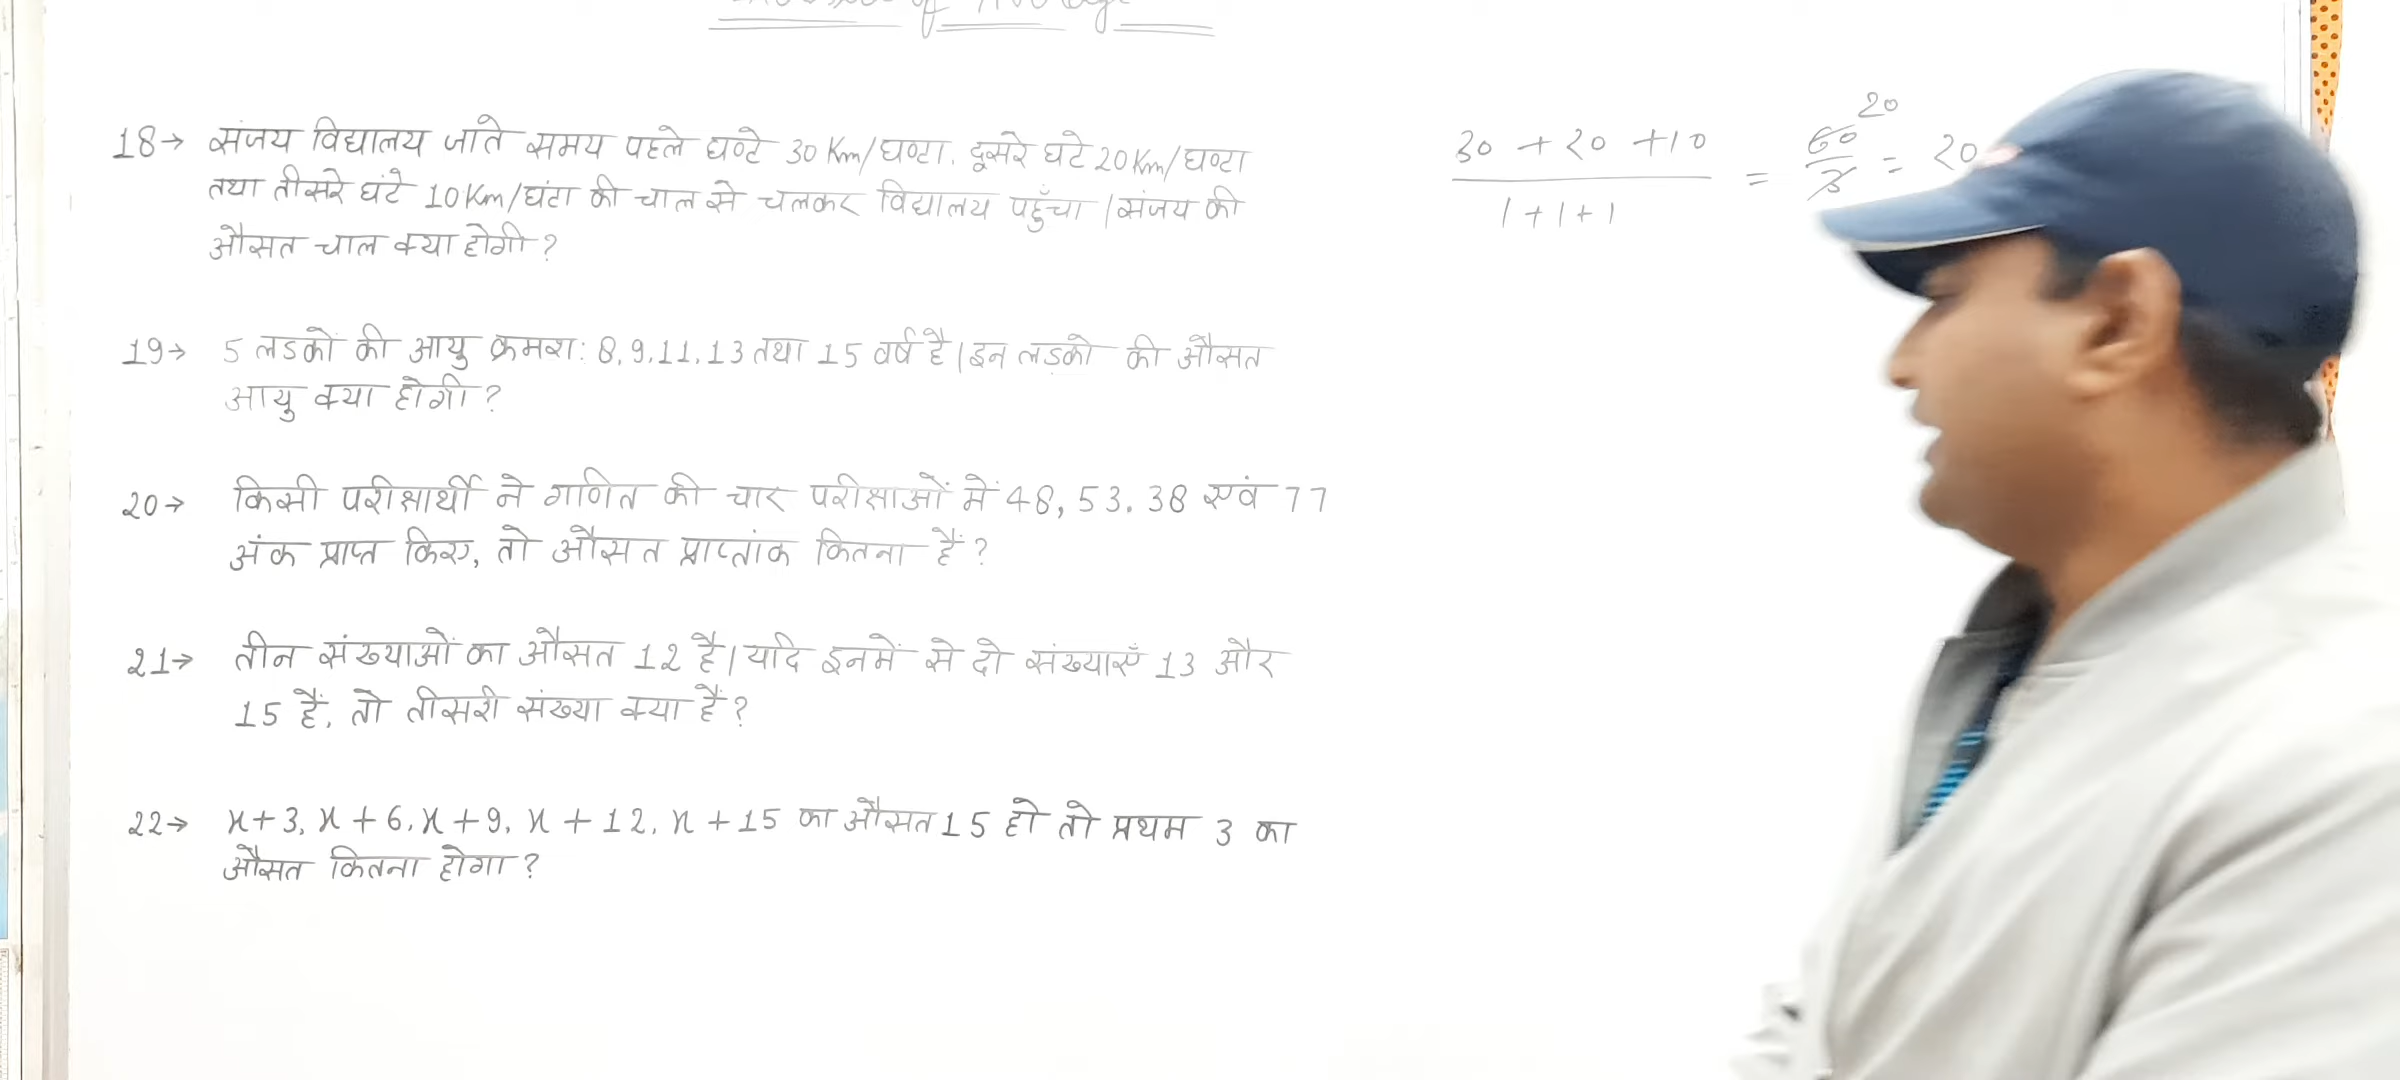 18→ संजय विद्यालय जाते समय पहले घण्टे 30 Km/घण्टा, दूसरे घंटे 20 Km/घण्टा
तथा तीसरे घंटे 10 Km/घंटा की चाल से चलकर विद्यालय पहुँचा | संजय की
औसत चाल क्या होगी ?
30 + 20 + 10
1 + 1 + 1
=
20
60
3
= 20
19→ 5 लडकों की आयु क्रमश: 8, 9, 11, 13 तथा 15 वर्ष है | इन लडको की औसत
आयु क्या होगी ?
20→ किसी परीक्षार्थी ने गणित की चार परीक्षाओं में 48, 53, 38 एवं 77
अंक प्राप्त किए, तो औसत प्राप्तांक कितना है ?
21→ तीन संख्याओं का औसत 12 है | यदि इनमें से दो संख्याएँ 13 और
15 हैं, तो तीसरी संख्या क्या है ?
22→ x+3, x+6, x+9, x+12, x+15 का औसत 15 हो तो प्रथम 3 का
औसत कितना होगा ?